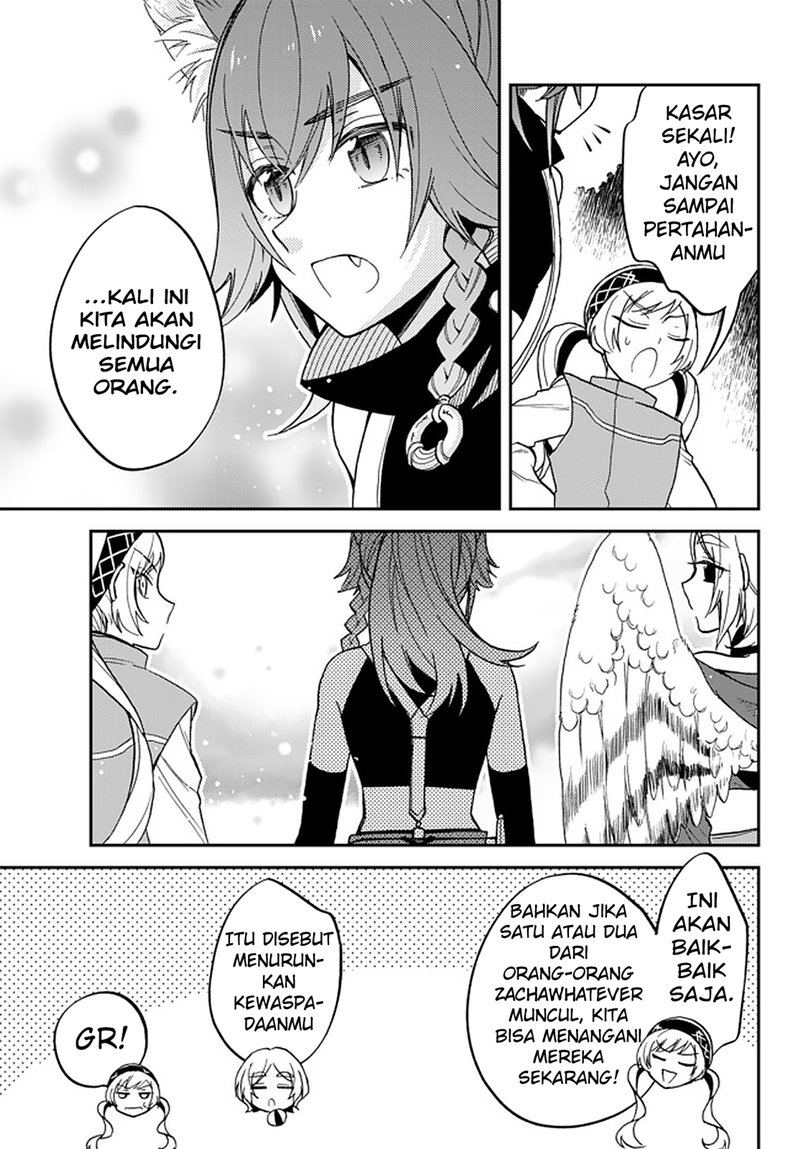 KASAR
SEKALI!
AYO,
JANGAN
SAMPAI
PERTAHAN-
ANMU
...KALI INI
KITA AKAN
MELINDUNGI
SEMUA
ORANG.
INI
AKAN
BAIK-
BAIK
SAJA.
BAHKAN JIKA
SATU ATAU DUA
DARI
ORANG-ORANG
ZACHAWHATEVER
MUNCUL, KITA
BISA MENANGANI
MEREKA
SEKARANG!
ITU DISEBUT
MENURUN-
KAN
KEWASPA-
DAANMU
GR!